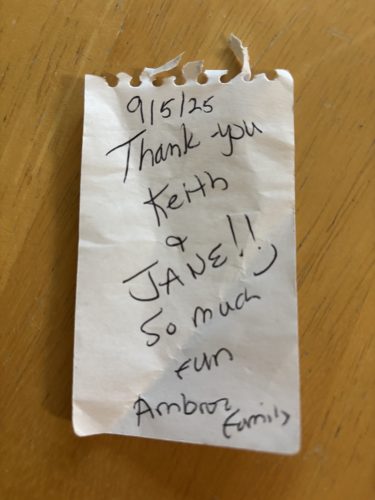 9/5/25
Thank you
Keith
&
JANE!!
So much
Fun
Ambroz
Family